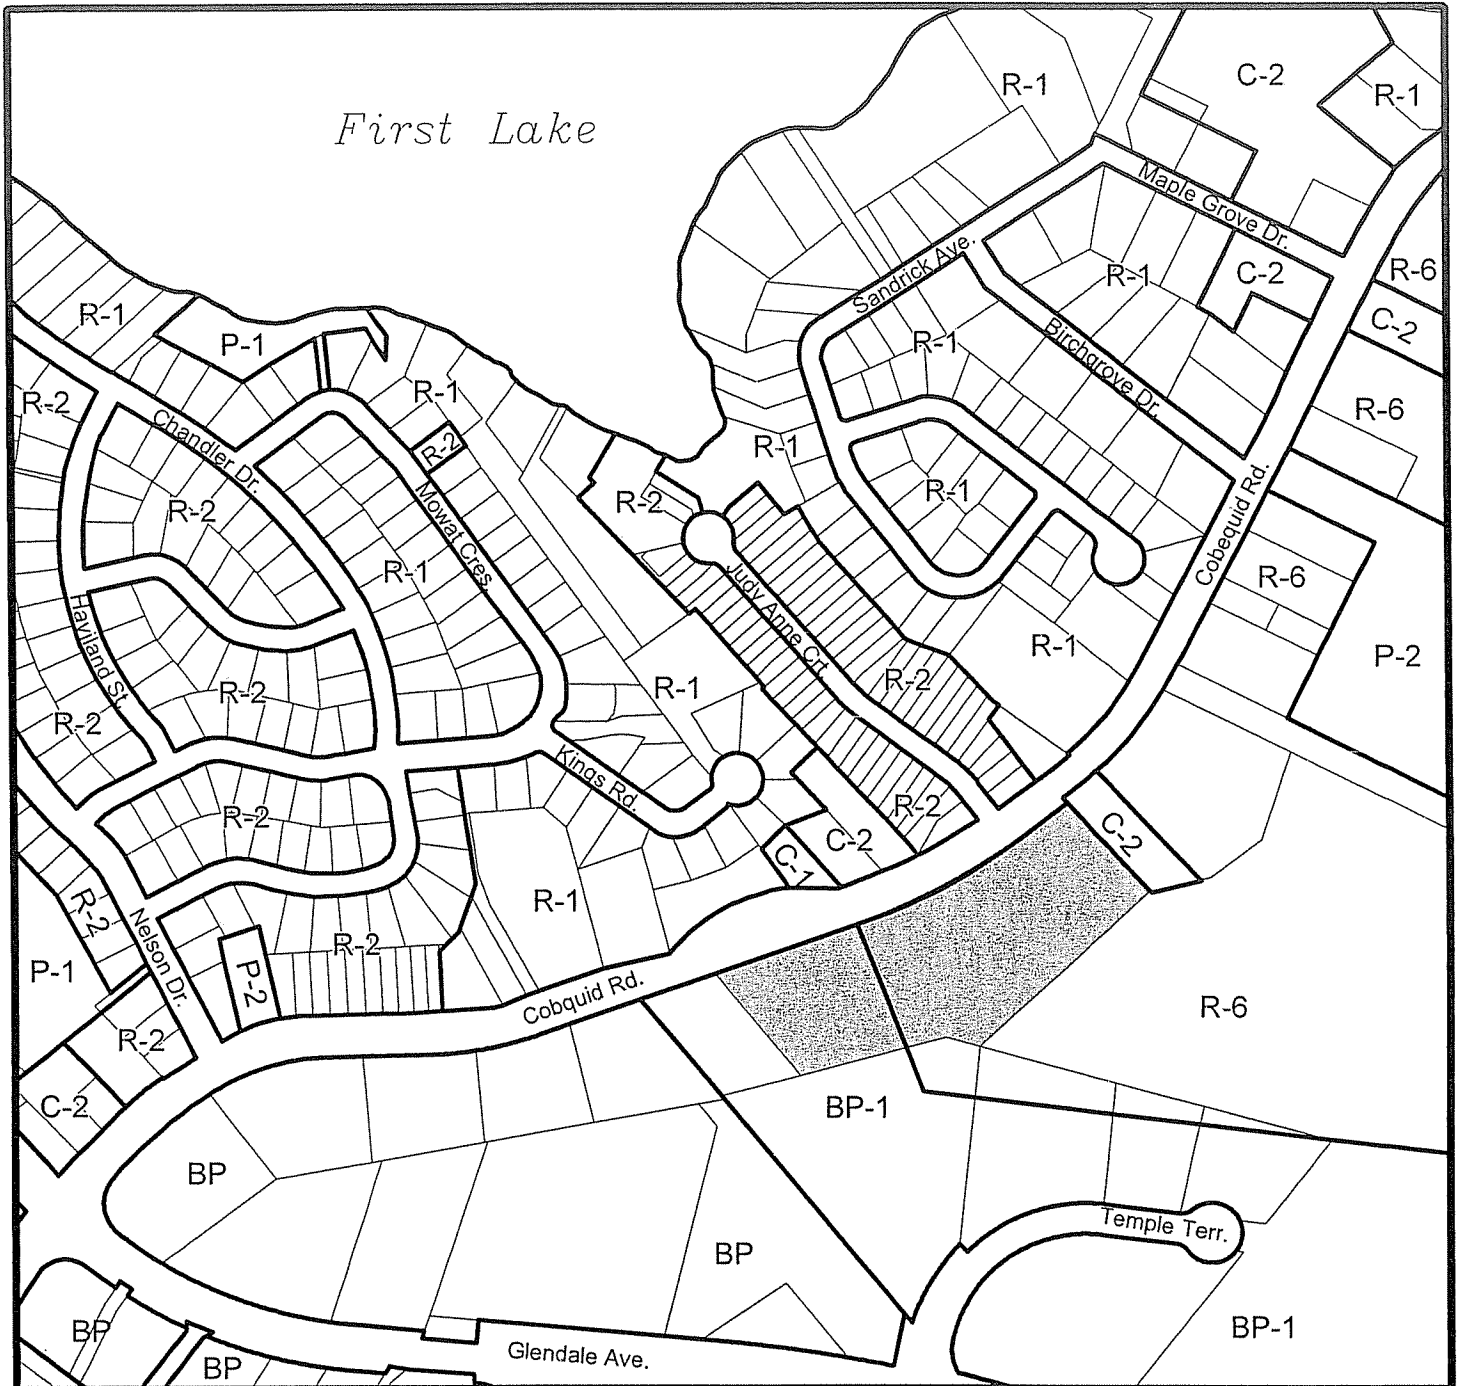 R-1
C-2
R-1
First Lake
Maple Grove Dr.
Sandrick Ave.
R-1
C-2
R-6
R-1
P-1
R-1
Birchgrove Dr.
C-2
R-2
R-1
R-6
Chandler Dr.
R-2
R-1
R-2
R-2
R-1
Mowat Cres.
Cobequid Rd.
R-1
Judy Anne Crt.
R-6
Haviland St.
R-1
P-2
R-2
R-1
R-2
R-2
Kings Rd.
R-2
R-2
C-2
C-2
C-1
R-2
R-1
Nelson Dr.
R-2
P-1
P-2
Cobquid Rd.
R-6
R-2
C-2
BP-1
BP
Temple Terr.
BP
BP
BP-1
Glendale Ave.
BP